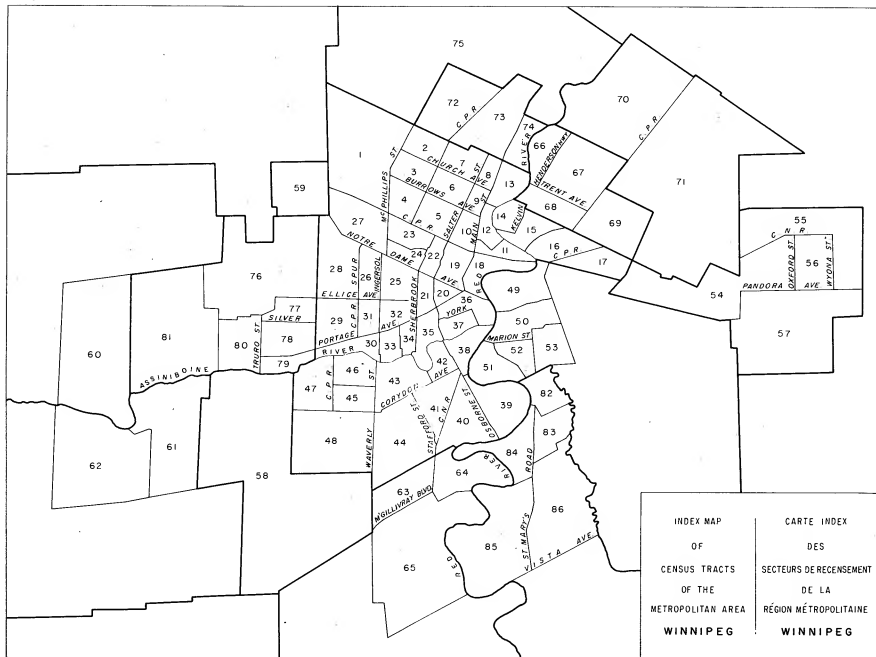 75
72
C.P.R.
73
74
RIVER
66
HENDERSON HWY.
70
C.P.R.
71
1
2
CHURCH AVE
7
8
ST
13
TRENT AVE
67
MCPHILLIPS ST
3
BURROWS AVE
6
9
4
5
SALTER
10
MAIN ST
12
14
KELVIN
68
69
59
27
C.P.R.
NOTRE DAME AVE
23
24
22
19
18
11
15
16
C.P.R.
17
55
C.N.R.
56
OXFORD ST
WYONA ST
PANDORA AVE
54
57
76
28
C.P.R. SPUR
26
INGERSOL
25
ELLICE AVE
SHERBROOK
21
20
36
YORK
RED
49
77
SILVER
78
29
31
32
PORTAGE AVE
35
37
50
MARION ST
60
81
80
TRURO ST
79
RIVER
30
33
34
38
51
52
53
ASSINIBOINE
47
C.P.R.
46
45
ST
WAVERLY
43
42
CORYDON AVE
41
STAFFORD ST
C.N.R.
40
OSBORNE ST
39
82
62
61
58
48
44
64
RIVER
84
ROAD
83
63
MCGILLIVRAY BLVD.
65
RED
85
ST MARY'S
86
VISTA AVE
INDEX MAP
OF
CENSUS TRACTS
OF THE
METROPOLITAN AREA
WINNIPEG
CARTE INDEX
DES
SECTEURS DE RECENSEMENT
DE LA
RÉGION MÉTROPOLITAINE
WINNIPEG